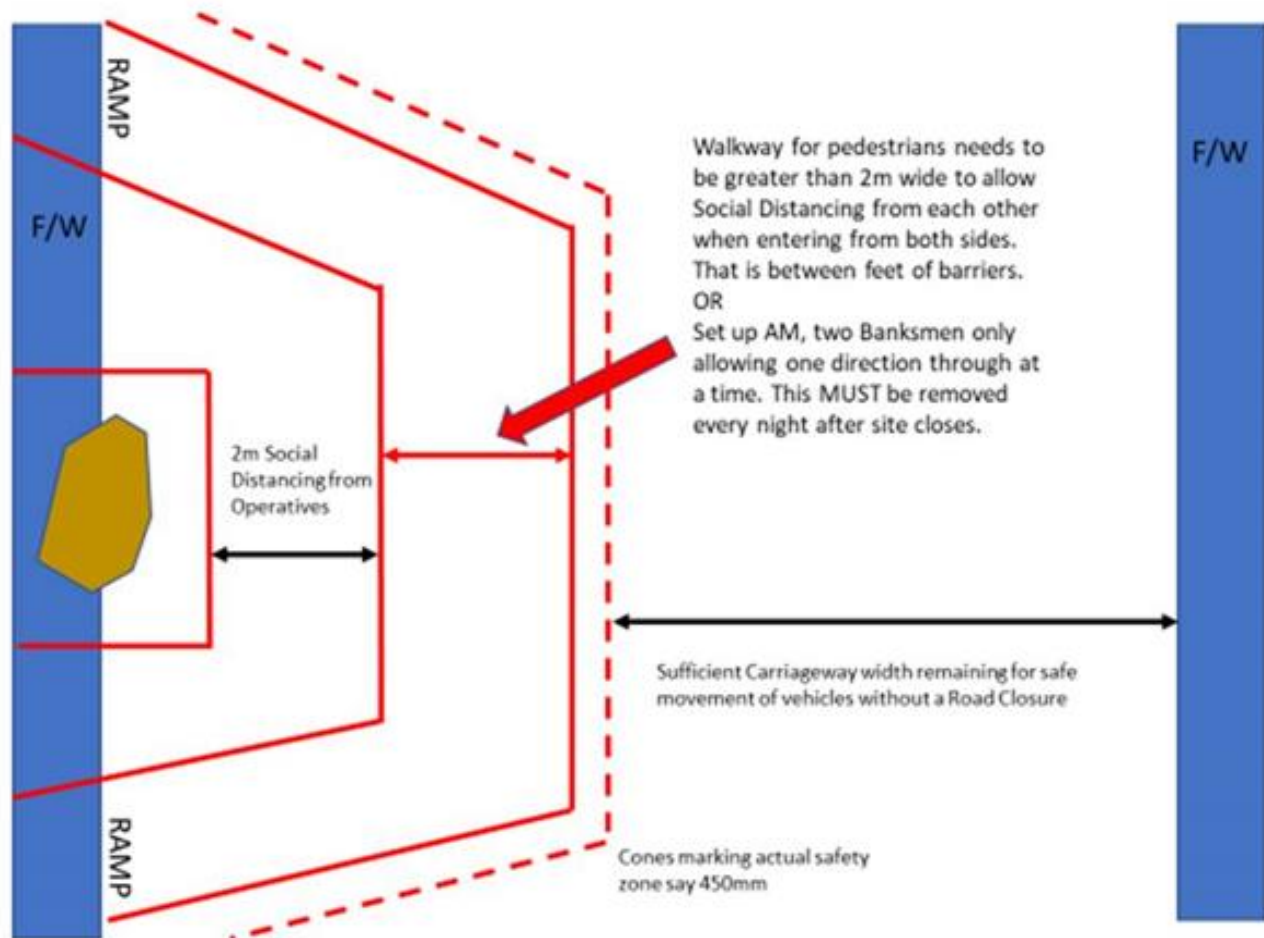 RAMP
F/W
Walkway for pedestrians needs to
be greater than 2m wide to allow
Social Distancing from each other
when entering from both sides.
That is between feet of barriers.
OR
Set up AM, two Banksmen only
allowing one direction through at
a time. This MUST be removed
every night after site closes.
F/W
2m Social
Distancing from
Operatives
Sufficient Carriageway width remaining for safe
movement of vehicles without a Road Closure
RAMP
Cones marking actual safety
zone say 450mm